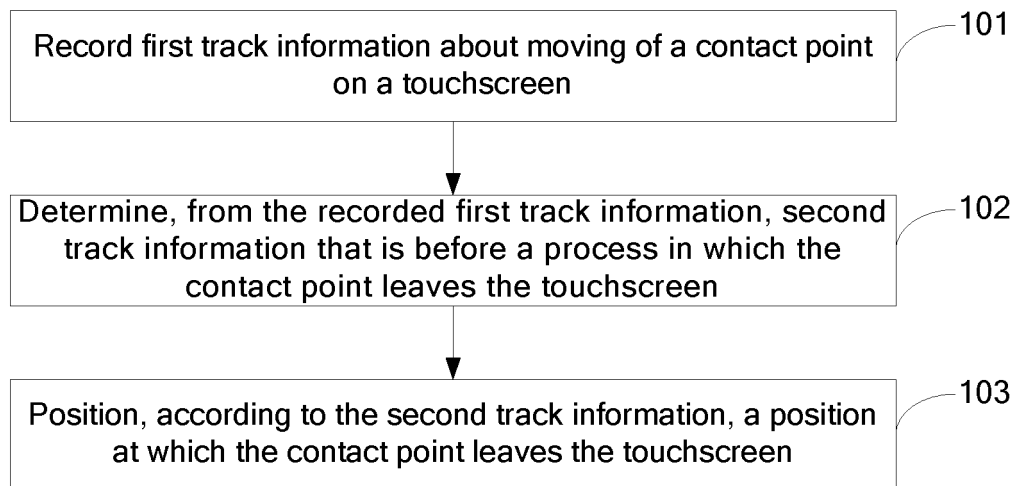 Record first track information about moving of a contact point
on a touchscreen
101
Determine, from the recorded first track information, second
track information that is before a process in which the
contact point leaves the touchscreen
102
Position, according to the second track information, a position
at which the contact point leaves the touchscreen
103